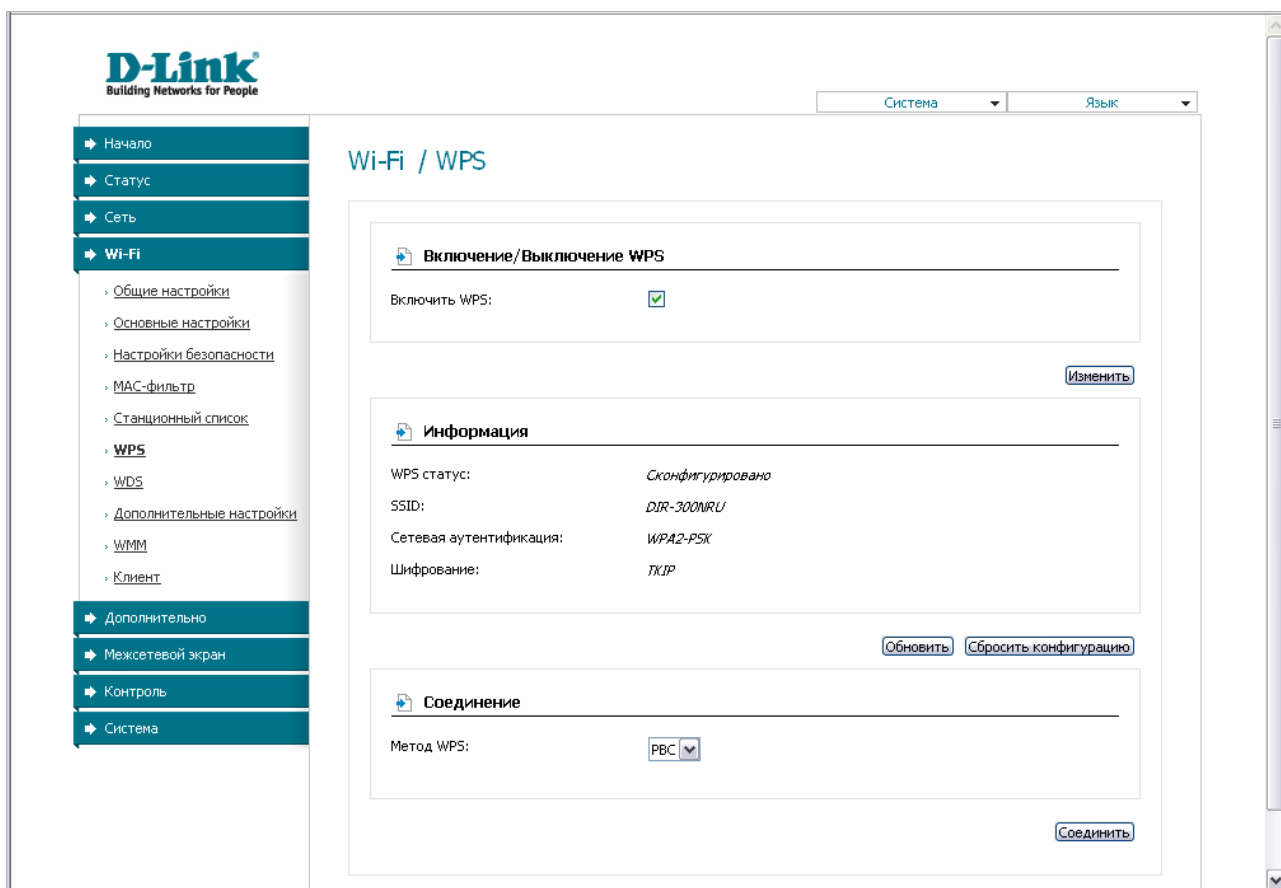 D-Link
Building Networks for People
Система
Язык
Начало
Статус
Сеть
Wi-Fi
Общие настройки
Основные настройки
Настройки безопасности
MAC-фильтр
Станционный список
WPS
WDS
Дополнительные настройки
WMM
Клиент
Дополнительно
Межсетевой экран
Контроль
Система
Wi-Fi / WPS
Включение/Выключение WPS
Включить WPS:
Изменить
Информация
WPS статус: Сконфигурировано
SSID: DIR-300NRU
Сетевая аутентификация: WPA2-PSK
Шифрование: TKIP
Обновить Сбросить конфигурацию
Соединение
Метод WPS: PBC
Соединить